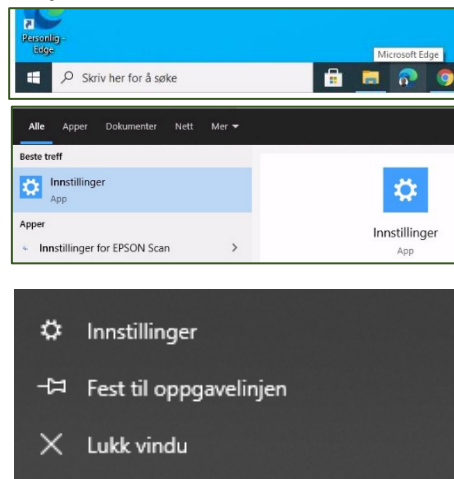 Personlig -
Edge
Microsoft Edge
Skriv her for å søke
Alle Apper Dokumenter Nett Mer
Beste treff
Innstillinger
App
Apper
Innstillinger for EPSON Scan
Innstillinger
App
Innstillinger
Fest til oppgavelinjen
Lukk vindu